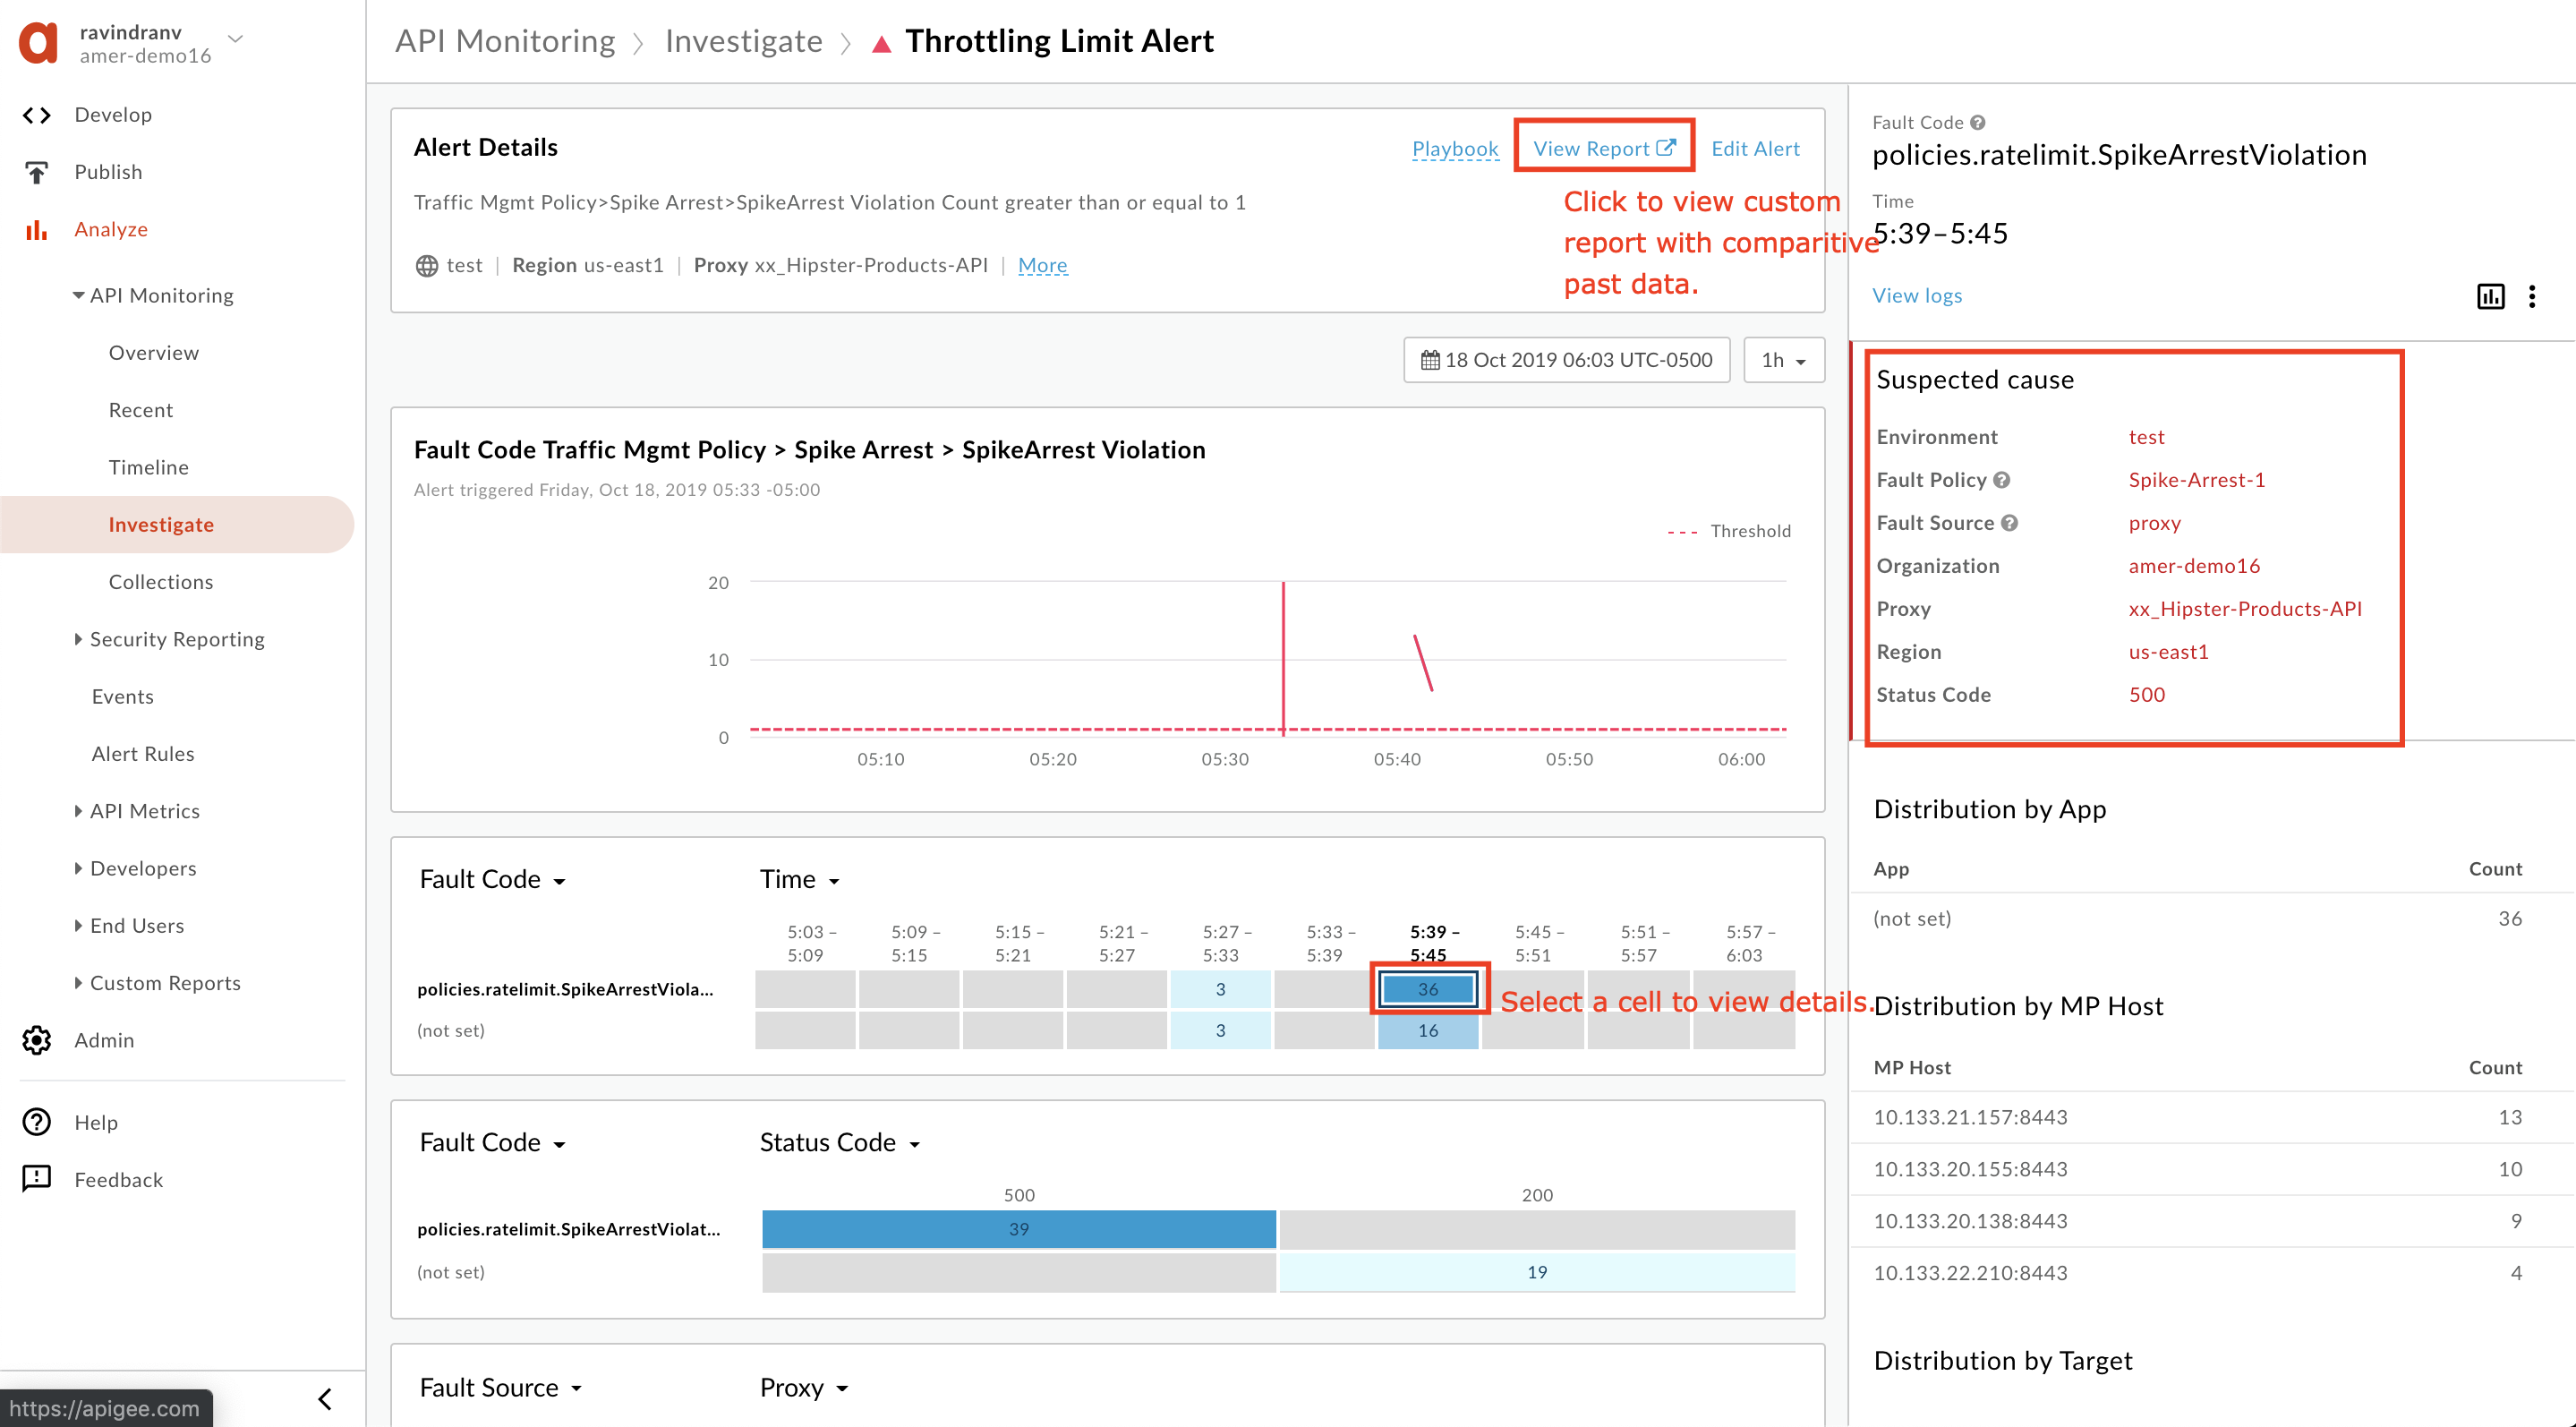 ravindranv
amer-demo16
Develop
Publish
Analyze
API Monitoring
Overview
Recent
Timeline
Investigate
Collections
Security Reporting
Events
Alert Rules
API Metrics
Developers
End Users
Custom Reports
Admin
Help
Feedback
https://apigee.com
API Monitoring > Investigate > Throttling Limit Alert
Alert Details
Playbook View Report Edit Alert
Traffic Mgmt Policy>Spike Arrest>SpikeArrest Violation Count greater than or equal to 1
test | Region us-east1 | Proxy xx_Hipster-Products-API | More
Click to view custom
report with comparitive
past data.
18 Oct 2019 06:03 UTC-0500 1h
Fault Code Traffic Mgmt Policy > Spike Arrest > SpikeArrest Violation
Alert triggered Friday, Oct 18, 2019 05:33 -05:00
--- Threshold
20
10
0
05:10 05:20 05:30 05:40 05:50 06:00
Fault Code Time
5:03 – 5:09 – 5:15 – 5:21 – 5:27 – 5:33 – 5:39 – 5:45 – 5:51 – 5:57 –
5:09 5:15 5:21 5:27 5:33 5:39 5:45 5:51 5:57 6:03
policies.ratelimit.SpikeArrestViola... 3 36
Select a cell to view details.
(not set) 3 16
Fault Code Status Code
500 200
policies.ratelimit.SpikeArrestViolat... 39
(not set) 19
Fault Source Proxy
Fault Code
policies.ratelimit.SpikeArrestViolation
Time
5:39–5:45
View logs
Suspected cause
Environment test
Fault Policy Spike-Arrest-1
Fault Source proxy
Organization amer-demo16
Proxy xx_Hipster-Products-API
Region us-east1
Status Code 500
Distribution by App
App Count
(not set) 36
Distribution by MP Host
MP Host Count
10.133.21.157:8443 13
10.133.20.155:8443 10
10.133.20.138:8443 9
10.133.22.210:8443 4
Distribution by Target